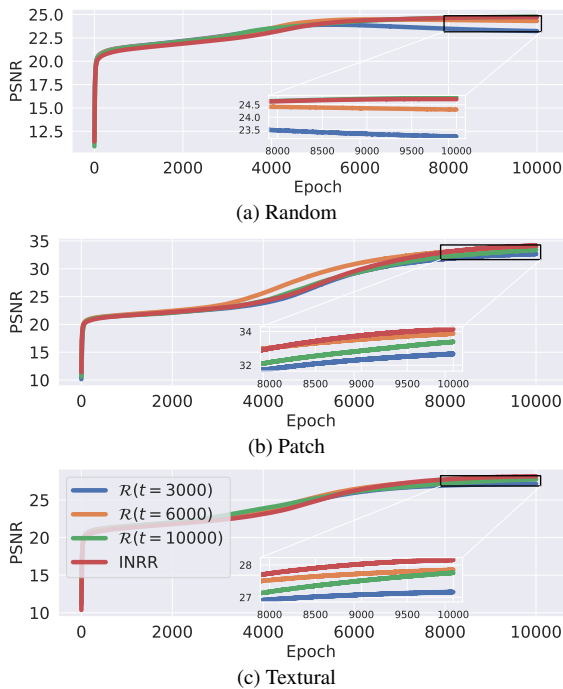 25.0
22.5
20.0
17.5
15.0
12.5
PSNR
24.5
24.0
23.5
8000 8500 9000 9500 10000
0 2000 4000 6000 8000 10000
Epoch
(a) Random
35
30
25
20
15
10
PSNR
34
32
8000 8500 9000 9500 10000
0 2000 4000 6000 8000 10000
Epoch
(b) Patch
25
20
15
10
PSNR
R(t = 3000)
R(t = 6000)
R(t = 10000)
INRR
28
27
8000 8500 9000 9500 10000
0 2000 4000 6000 8000 10000
Epoch
(c) Textural